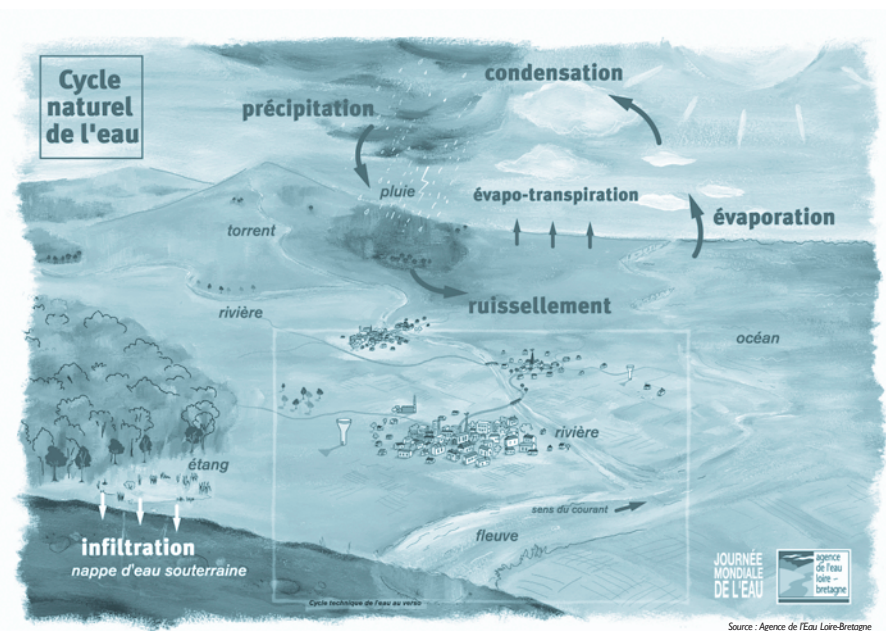 Cycle
naturel
de l'eau
condensation
précipitation
pluie
évapo-transpiration
évaporation
torrent
ruissellement
rivière
océan
rivière
étang
sens du courant
fleuve
infiltration
nappe d'eau souterraine
JOURNÉE
MONDIALE
DE L'EAU
agence
de l'eau
loire -
bretagne
Cycle technique de l'eau au verso
Source : Agence de l'Eau Loire-Bretagne